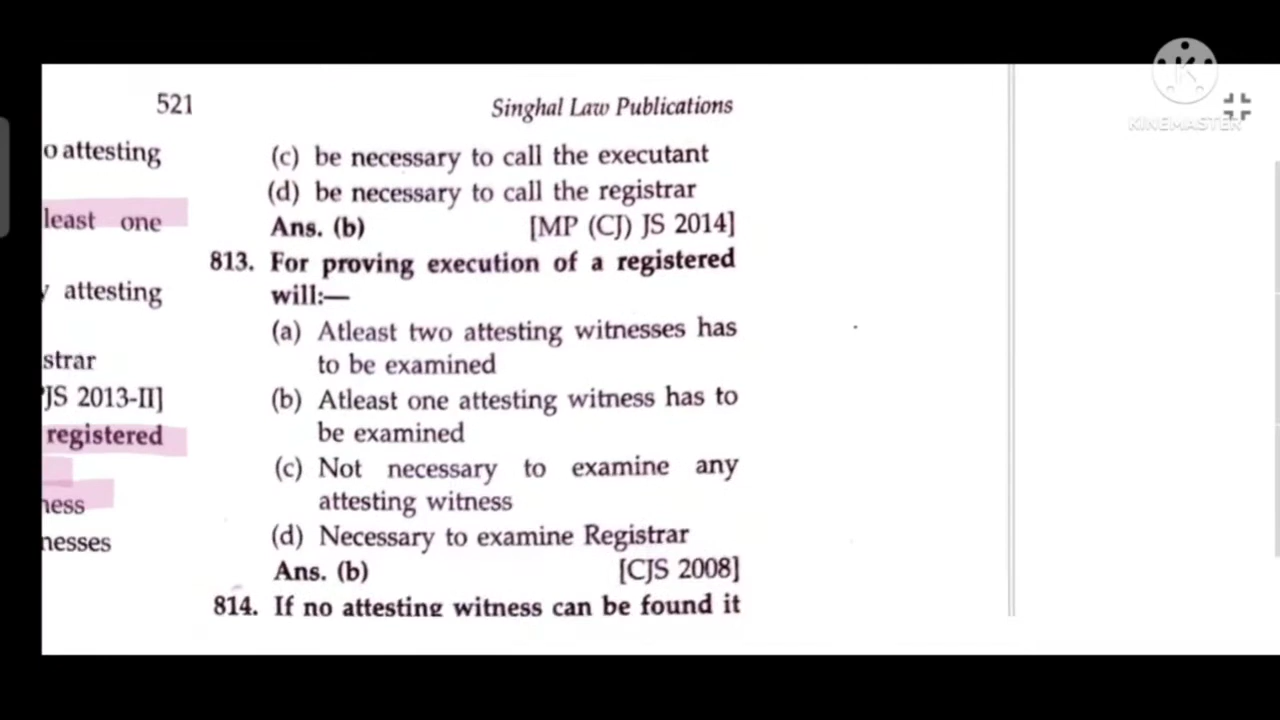 521
Singhal Law Publications
KINEMASTER
o attesting
least one
attesting
strar
JS 2013-II]
registered
ness
nesses
(c) be necessary to call the executant
(d) be necessary to call the registrar
Ans. (b) [MP (CJ) JS 2014]
813. For proving execution of a registered
will:—
(a) Atleast two attesting witnesses has
to be examined
(b) Atleast one attesting witness has to
be examined
(c) Not necessary to examine any
attesting witness
(d) Necessary to examine Registrar
Ans. (b) [CJS 2008]
814. If no attesting witness can be found it